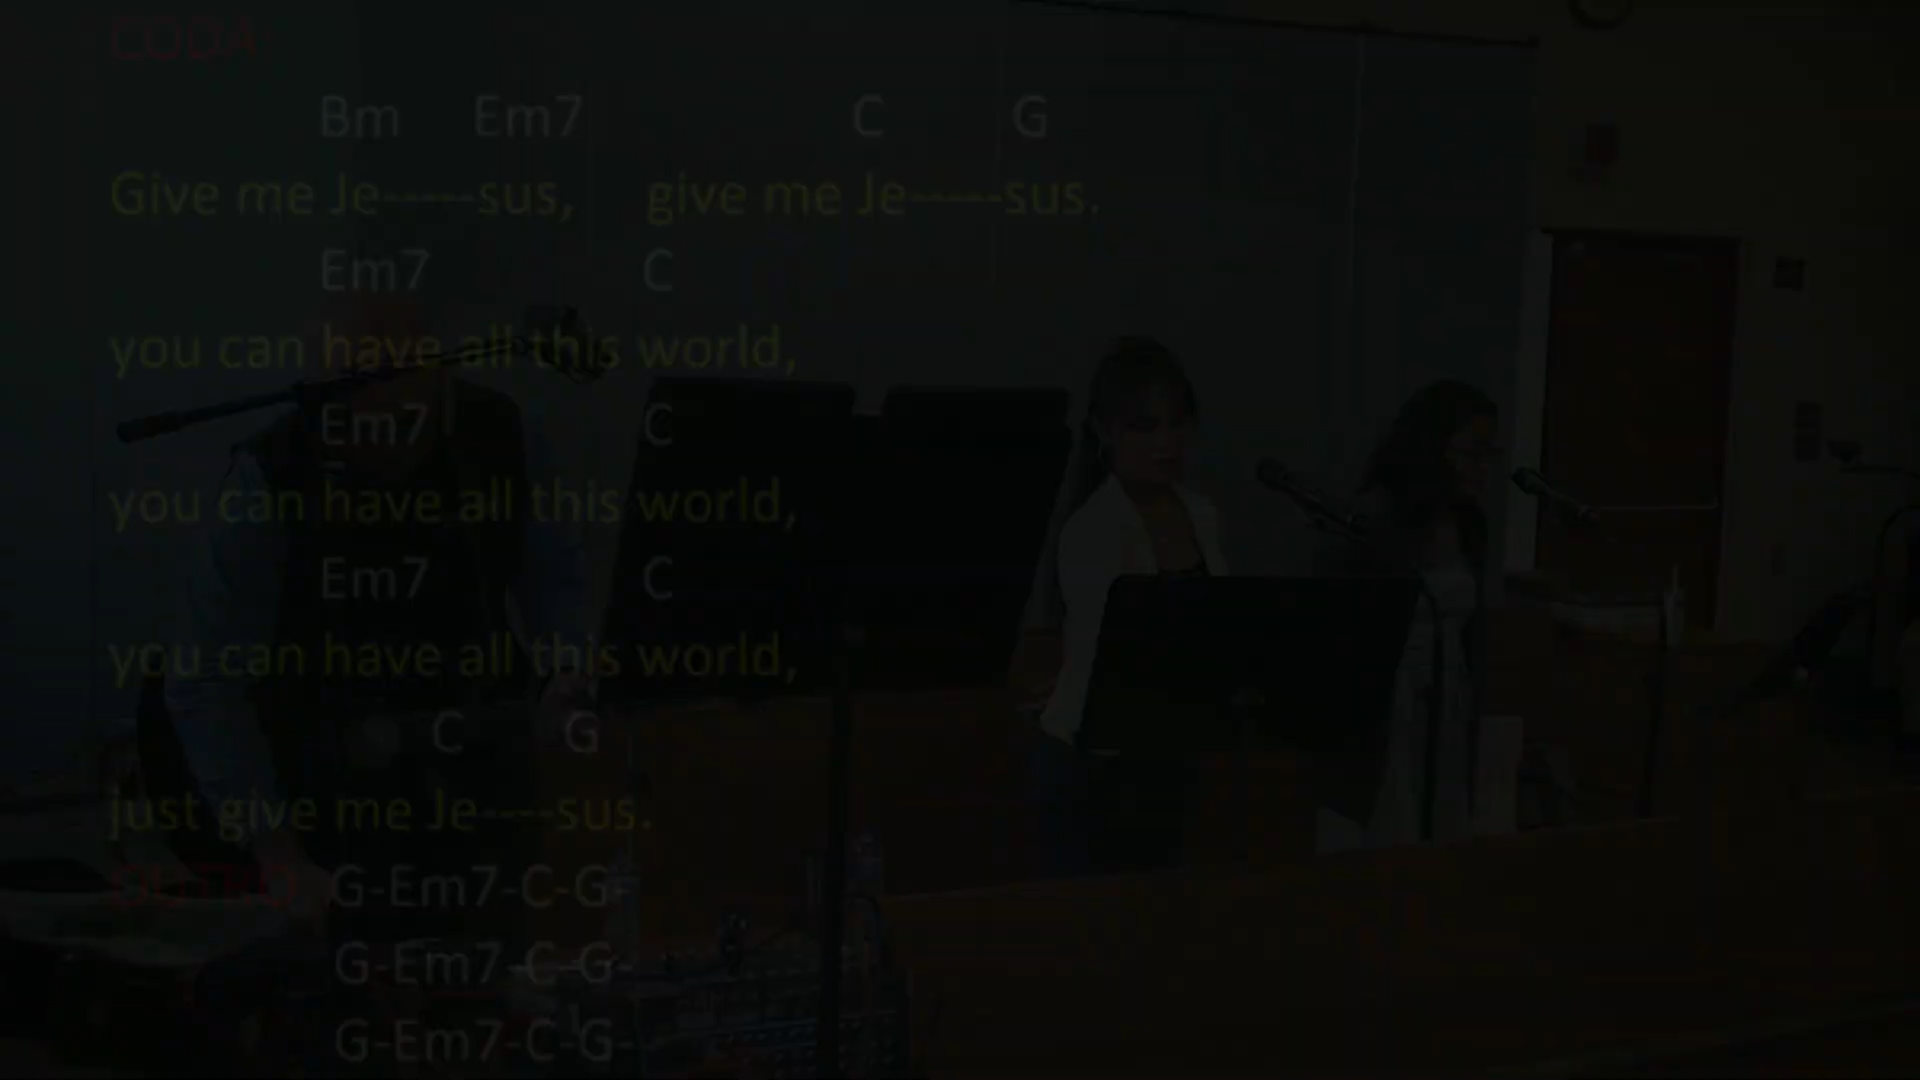 CODA:
Bm Em7 C G
Give me Je-----sus, give me Je-----sus.
Em7 C
you can have all this world,
Em7 C
you can have all this world,
Em7 C
you can have all this world,
C G
just give me Je----sus.
OUTRO: G-Em7-C-G-
G-Em7-C-G-
G-Em7-C-G-